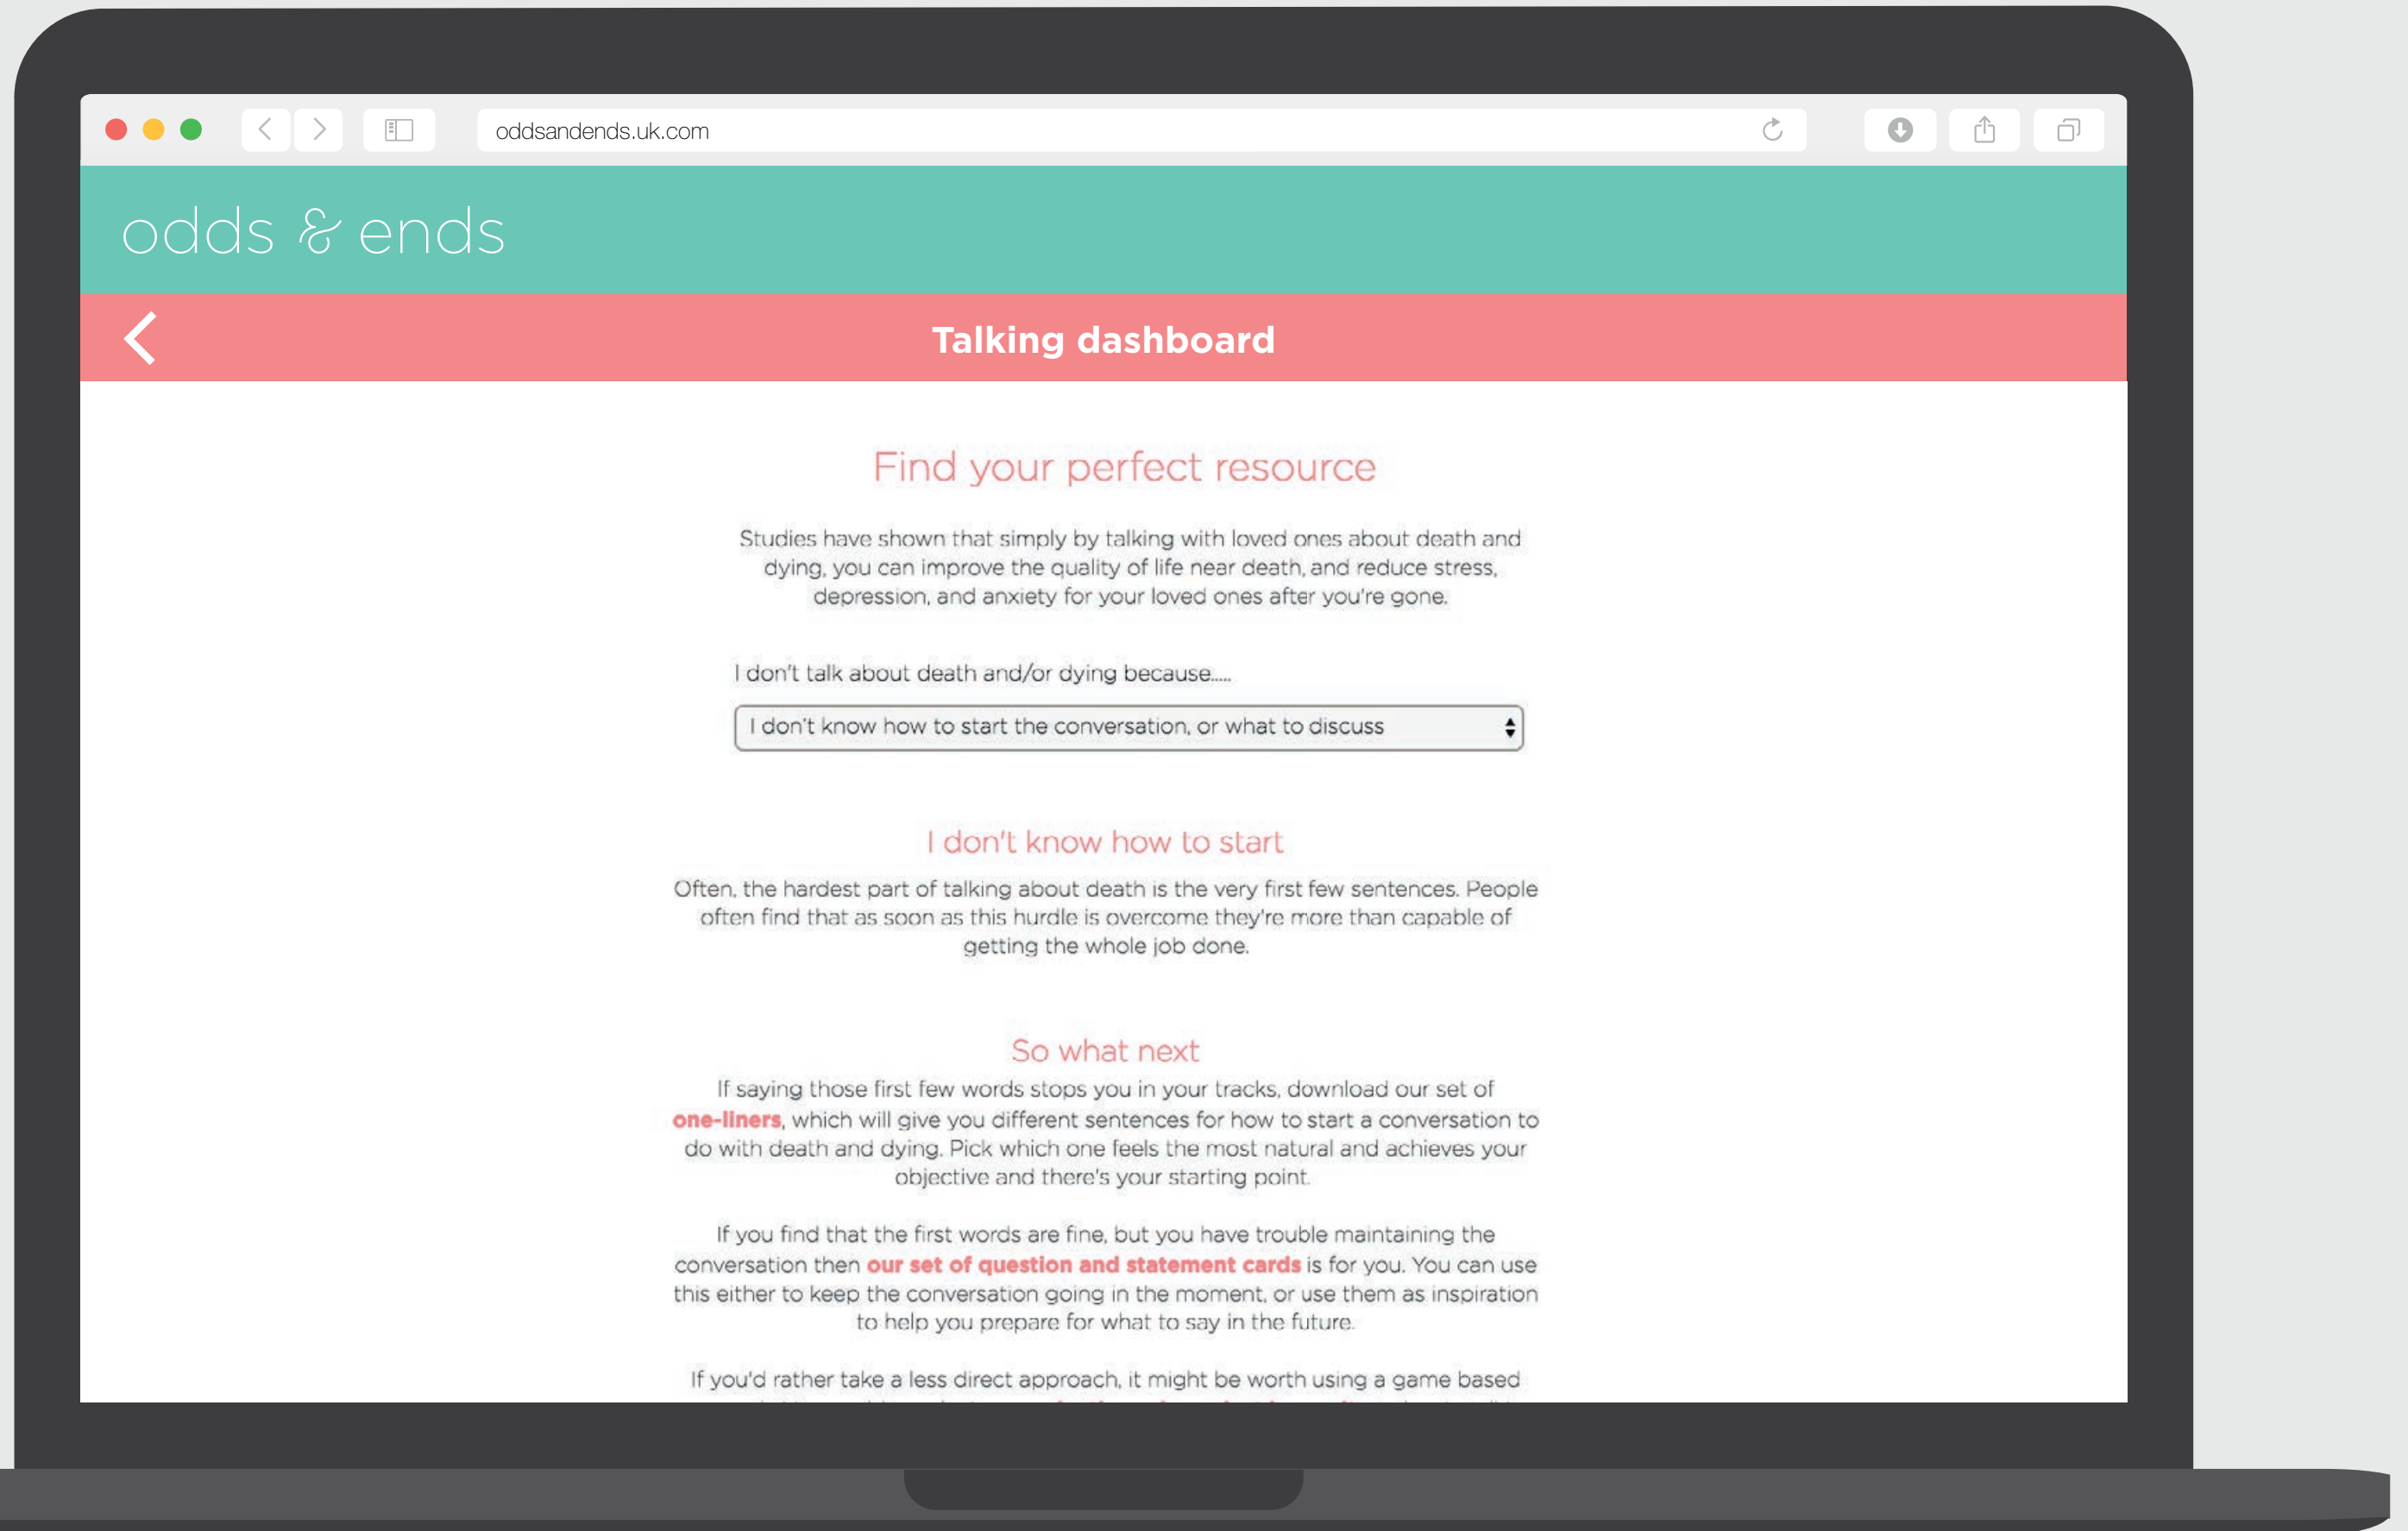 oddsandends.uk.com
odds & ends
Talking dashboard
Find your perfect resource
Studies have shown that simply by talking with loved ones about death and
dying, you can improve the quality of life near death, and reduce stress,
depression, and anxiety for your loved ones after you're gone.
I don't talk about death and/or dying because.....
I don't know how to start the conversation, or what to discuss
I don't know how to start
Often, the hardest part of talking about death is the very first few sentences. People
often find that as soon as this hurdle is overcome they're more than capable of
getting the whole job done.
So what next
If saying those first few words stops you in your tracks, download our set of
one-liners, which will give you different sentences for how to start a conversation to
do with death and dying. Pick which one feels the most natural and achieves your
objective and there's your starting point.
If you find that the first words are fine, but you have trouble maintaining the
conversation then our set of question and statement cards is for you. You can use
this either to keep the conversation going in the moment, or use them as inspiration
to help you prepare for what to say in the future.
If you'd rather take a less direct approach, it might be worth using a game based